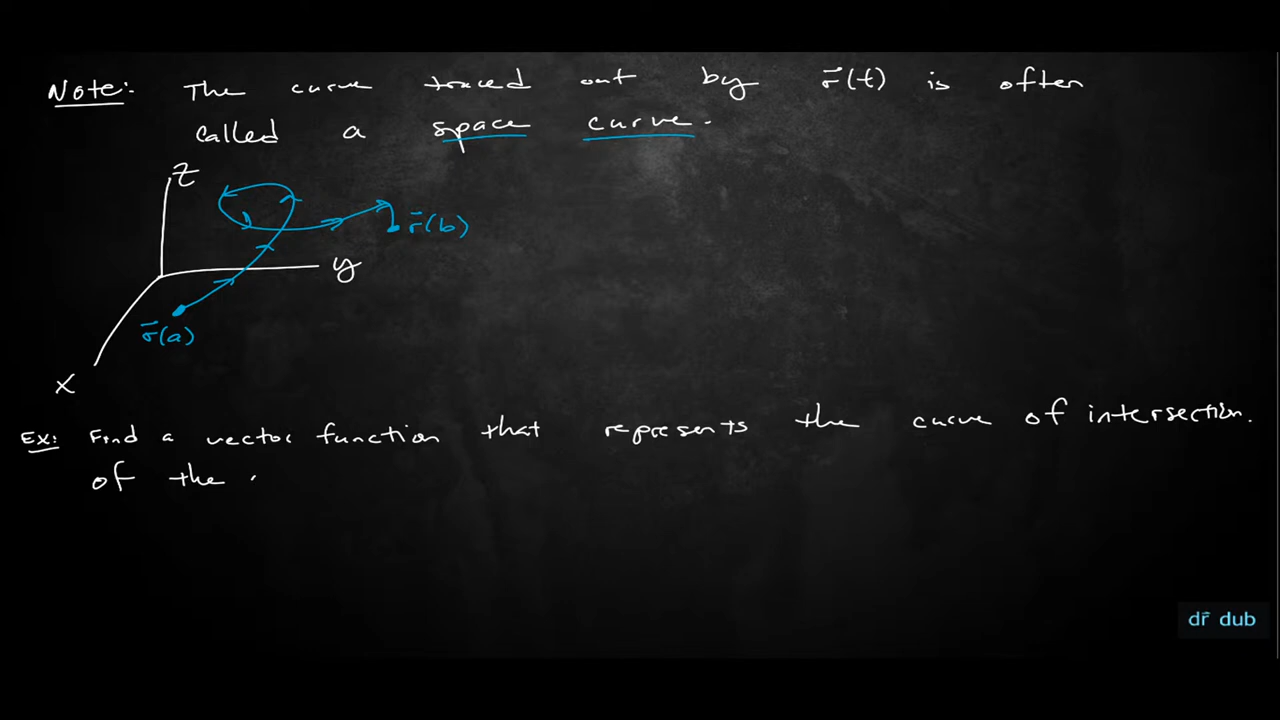 Note: The curve traced out by r⃗(t) is often
called a space curve.
z
r⃗(b)
y
r⃗(a)
x
Ex: Find a vector function that represents the curve of intersection.
of the
dr⃗ dub